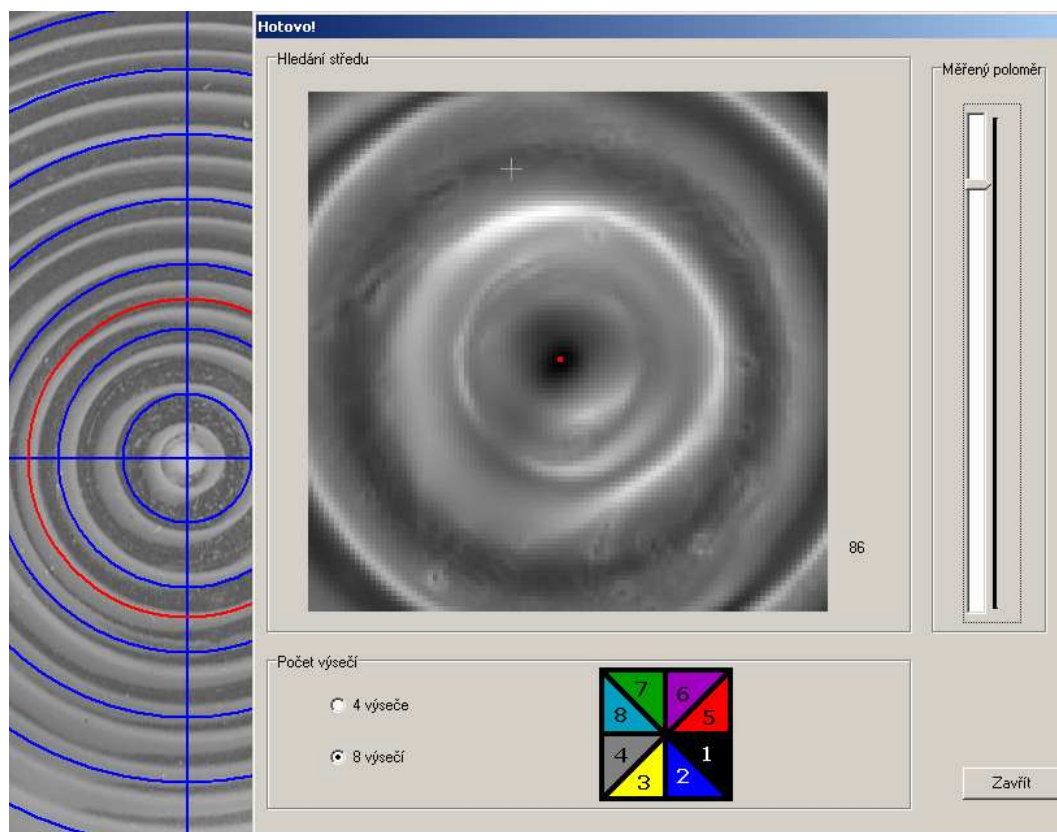 Hotovo!
Hledání středu
Měřený poloměr
86
Počet výsečí
4 výseče
8 výsečí
7 6
8 5
4 1
3 2
Zavřít